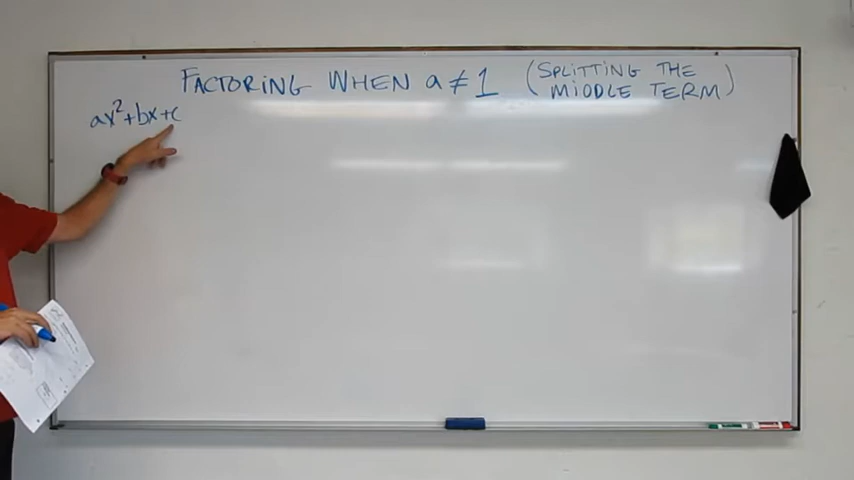 FACTORING WHEN a ≠ 1 (SPLITTING THE
MIDDLE TERM)
ax²+bx+c